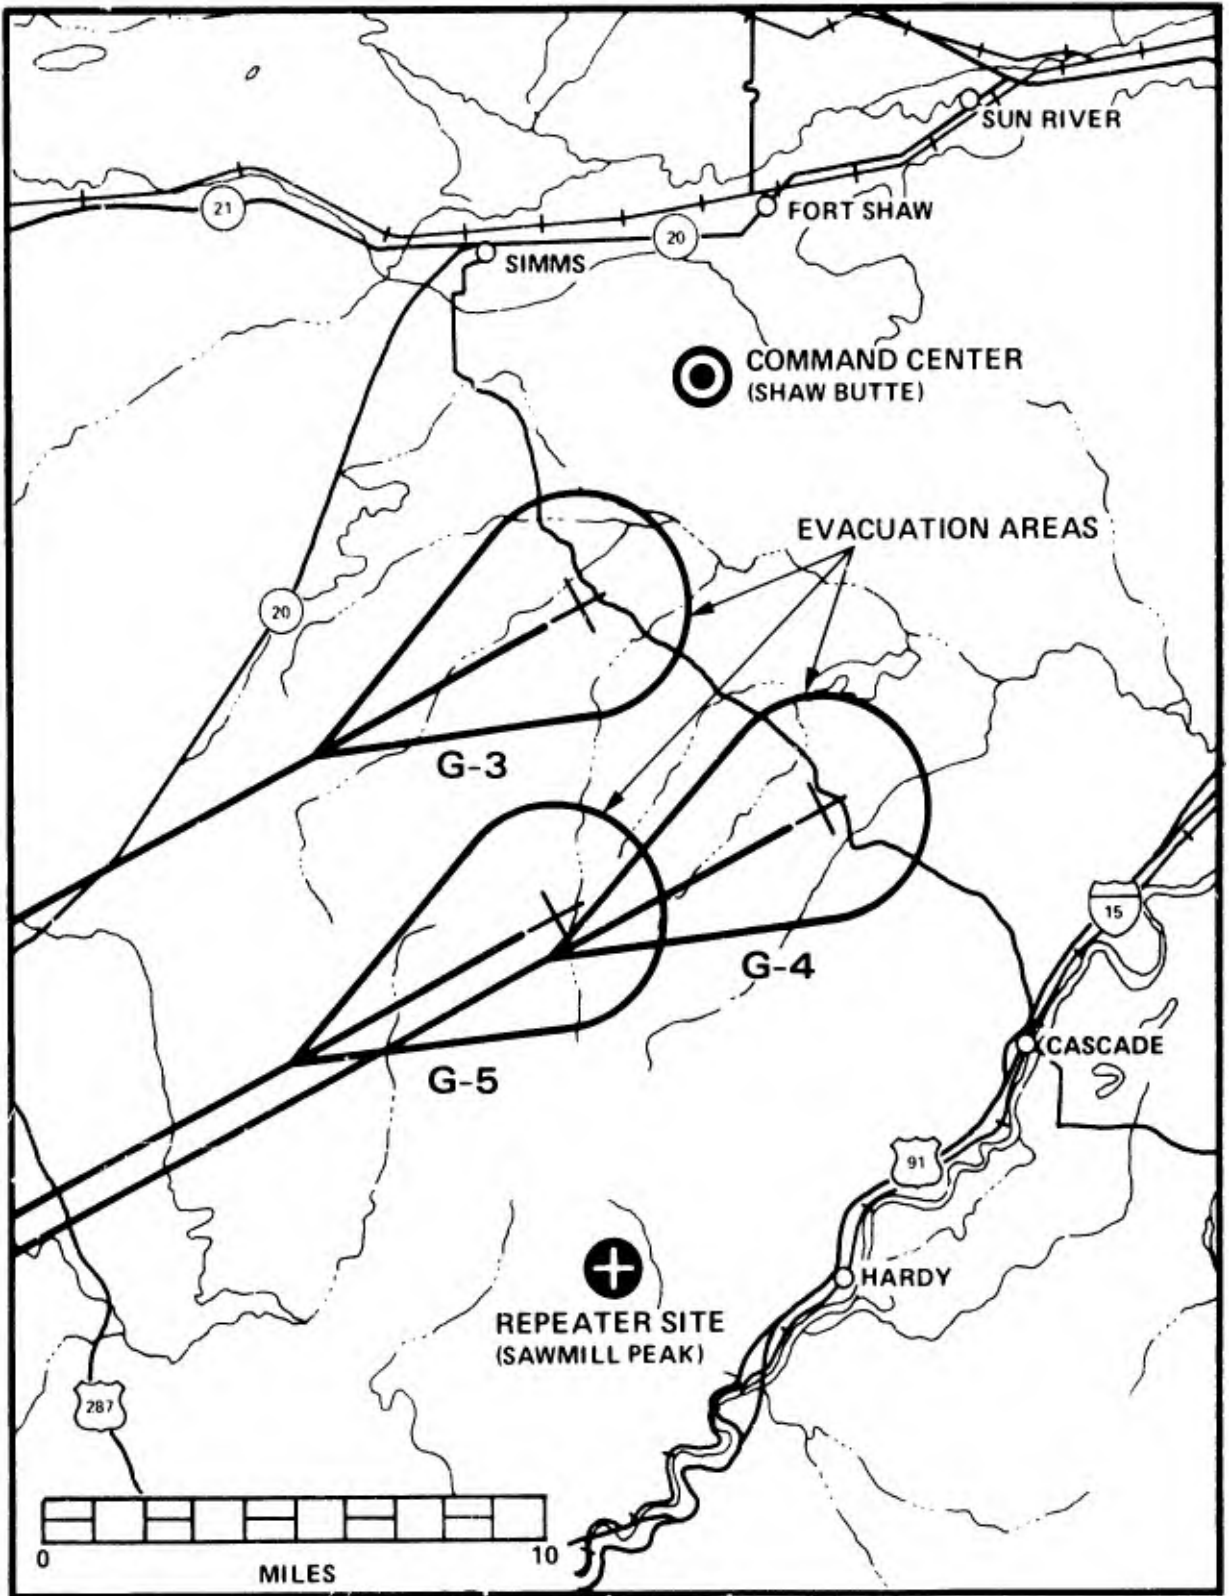 SUN RIVER
21
FORT SHAW
20
SIMMS
COMMAND CENTER
(SHAW BUTTE)
EVACUATION AREAS
20
G-3
15
G-4
CASCADE
G-5
91
HARDY
REPEATER SITE
(SAWMILL PEAK)
287
0
10
MILES